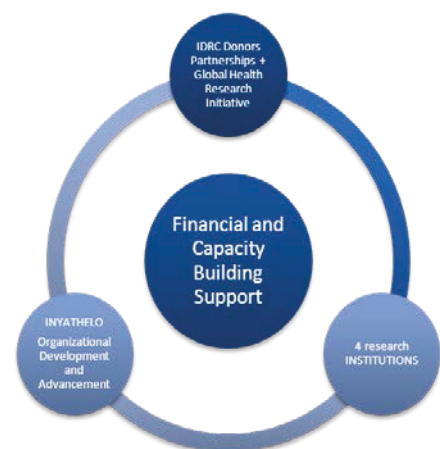 IDRC Donors
Partnerships +
Global Health
Research
Initiative
Financial and
Capacity
Building
Support
INYATHELO
Organizational
Development
and
Advancement
4 research
INSTITUTIONS